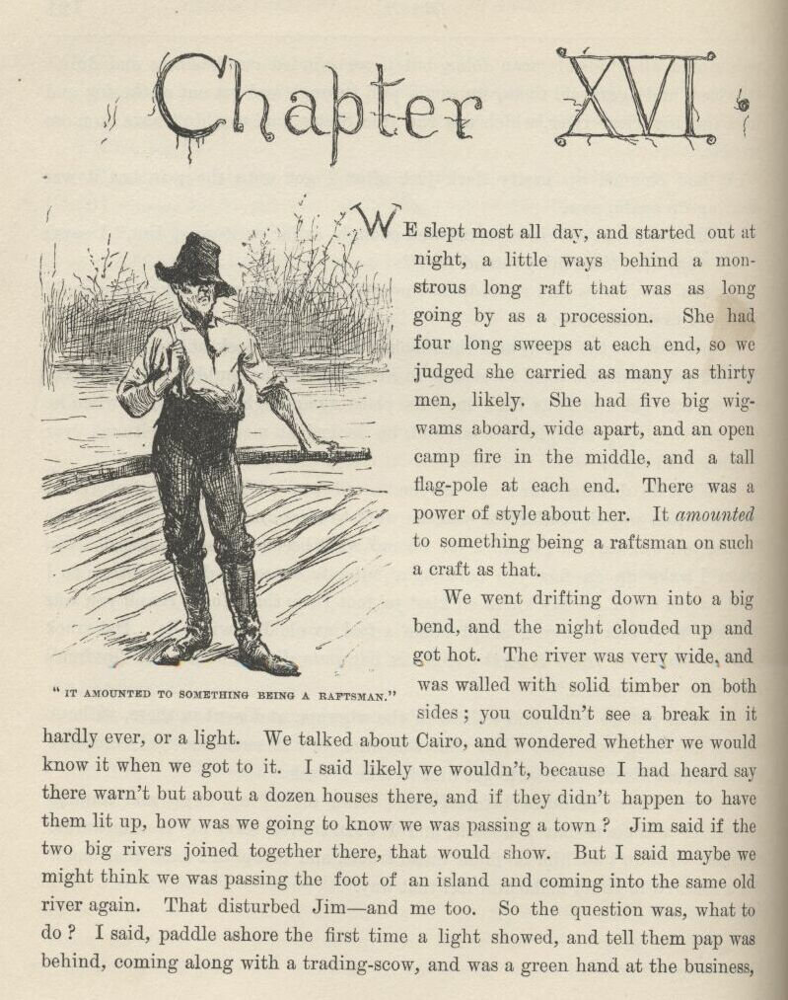 Chapter XVI.
WE slept most all day, and started out at
night, a little ways behind a mon-
strous long raft that was as long
going by as a procession. She had
four long sweeps at each end, so we
judged she carried as many as thirty
men, likely. She had five big wig-
wams aboard, wide apart, and an open
camp fire in the middle, and a tall
flag-pole at each end. There was a
power of style about her. It amounted
to something being a raftsman on such
a craft as that.
We went drifting down into a big
bend, and the night clouded up and
got hot. The river was very wide, and
was walled with solid timber on both
sides; you couldn't see a break in it
"IT AMOUNTED TO SOMETHING BEING A RAFTSMAN."
hardly ever, or a light. We talked about Cairo, and wondered whether we would
know it when we got to it. I said likely we wouldn't, because I had heard say
there warn't but about a dozen houses there, and if they didn't happen to have
them lit up, how was we going to know we was passing a town? Jim said if the
two big rivers joined together there, that would show. But I said maybe we
might think we was passing the foot of an island and coming into the same old
river again. That disturbed Jim—and me too. So the question was, what to
do? I said, paddle ashore the first time a light showed, and tell them pap was
behind, coming along with a trading-scow, and was a green hand at the business,